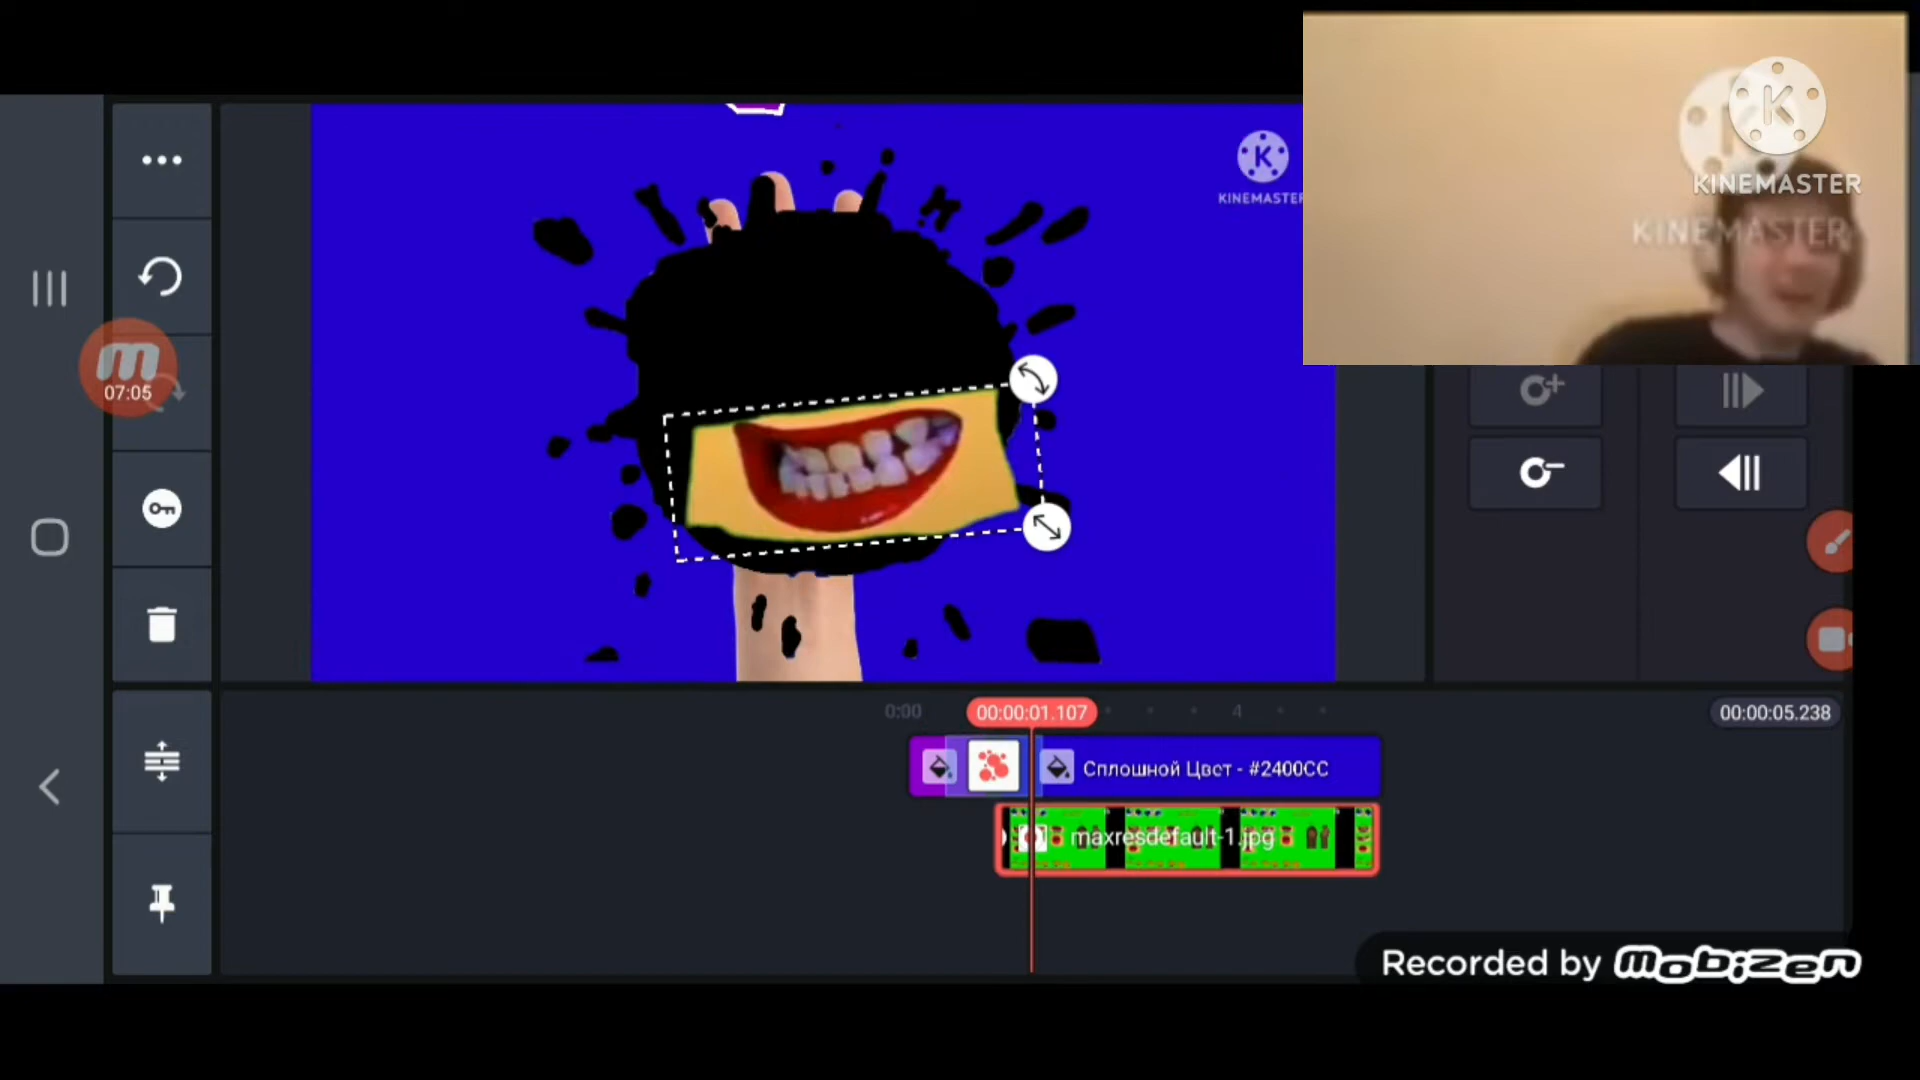 K
KINEMASTER
K
KINEMASTER
KINEMASTER
m
07:05
0:00
00:00:01.107
4
00:00:05.238
Сплошной Цвет - #2400CC
maxresdefault-1.jpg
Recorded by mobizen